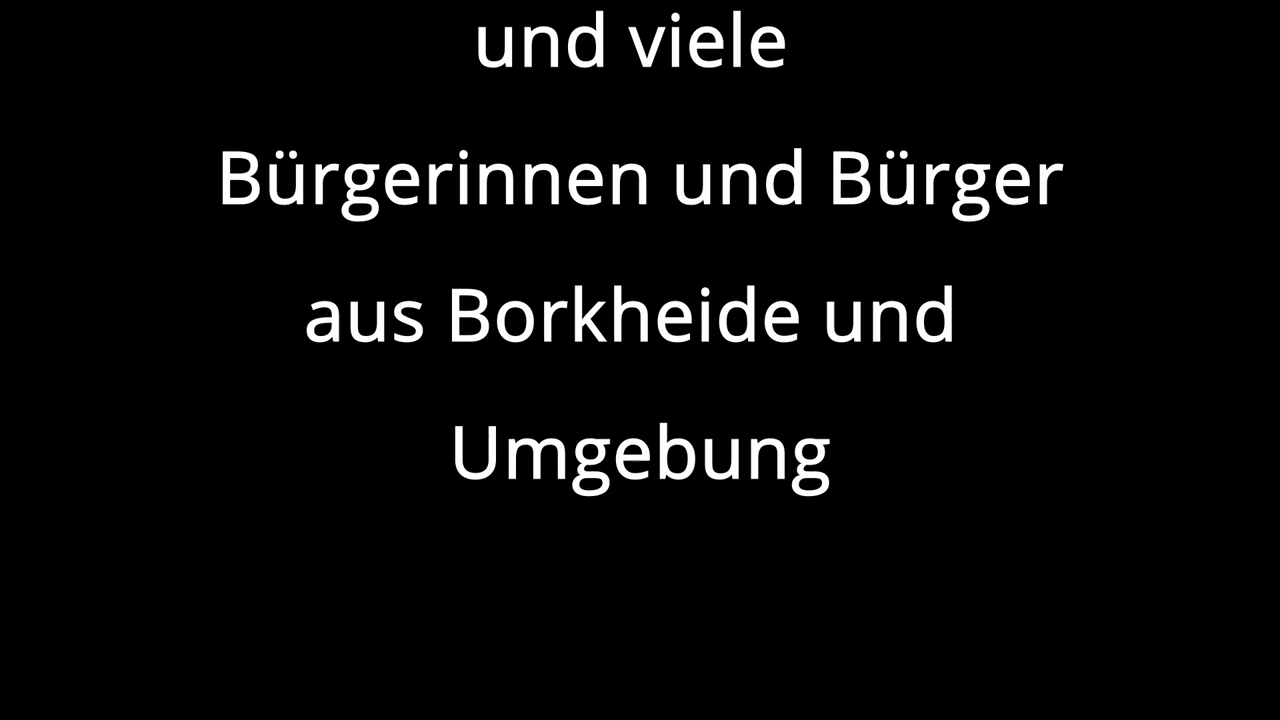 und viele
Bürgerinnen und Bürger
aus Borkheide und
Umgebung